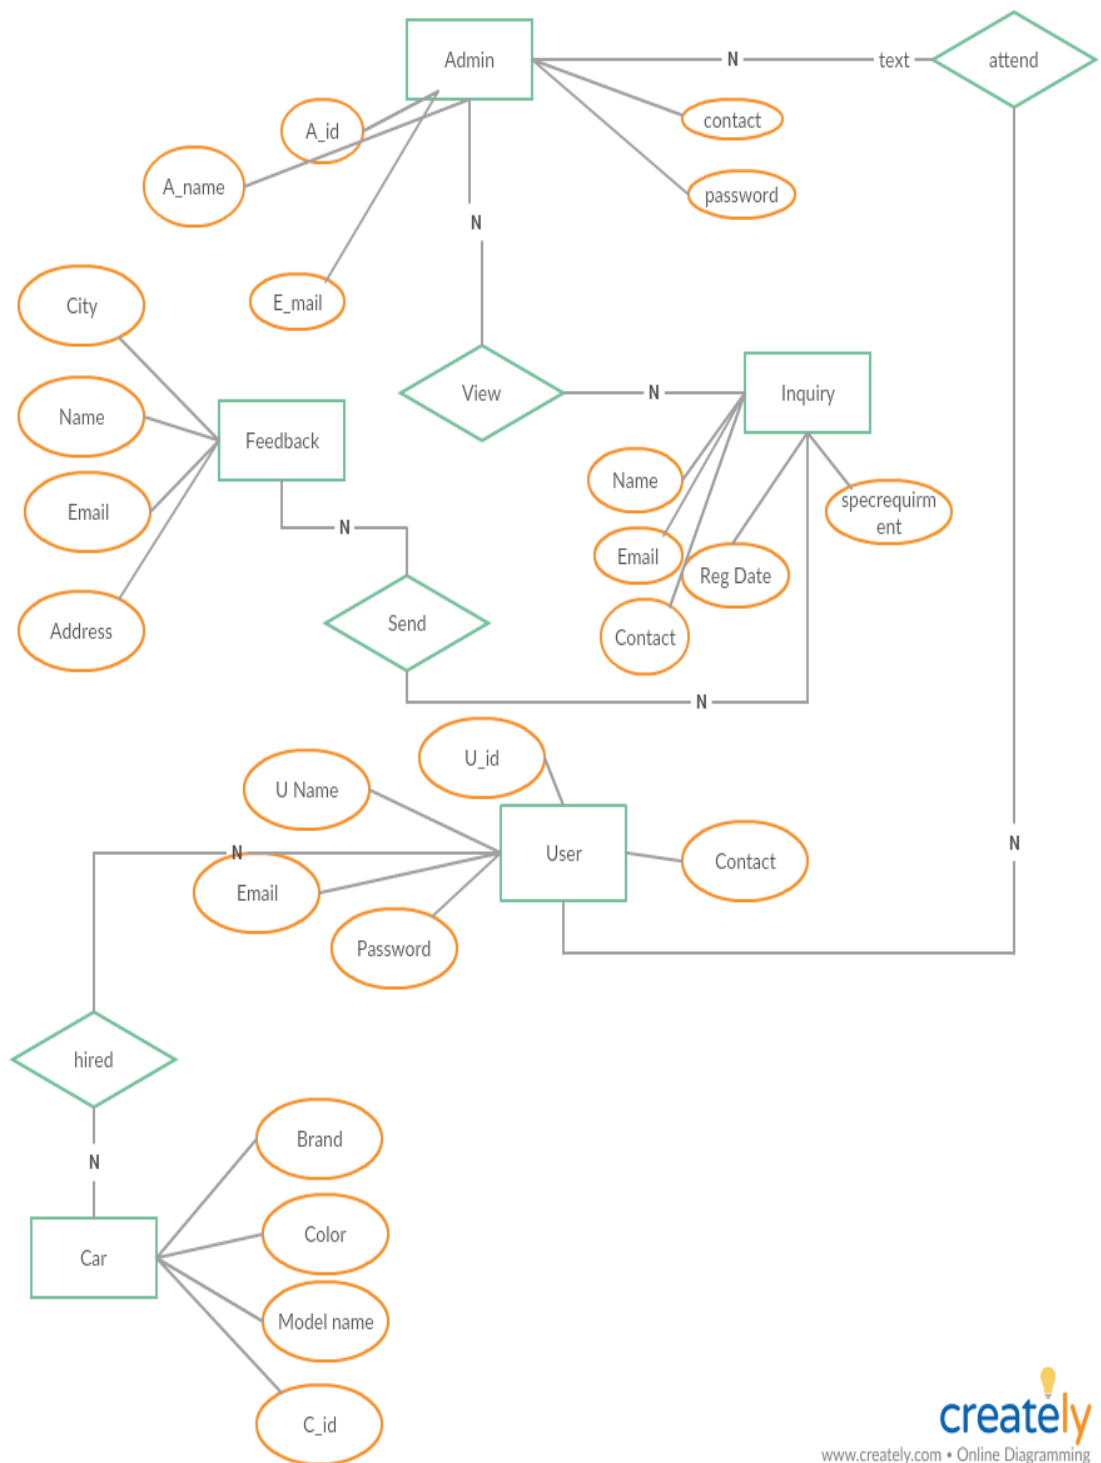 Admin
N
text
attend
A_id
contact
A_name
password
N
E_mail
City
View
N
Inquiry
Name
Feedback
Name
specrequirm
ent
Email
N
Email
Reg Date
Send
Address
Contact
N
U_id
U Name
N
User
Contact
N
Email
Password
hired
Brand
N
Color
Car
Model name
C_id
creately
www.creately.com • Online Diagramming